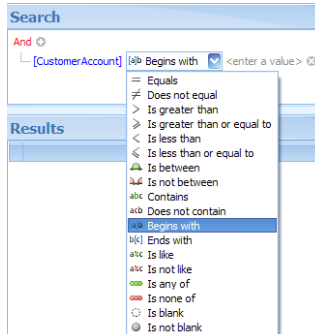 Search
And
[CustomerAccount] a|b Begins with <enter a value>
= Equals
≠ Does not equal
> Is greater than
⩾ Is greater than or equal to
< Is less than
⩽ Is less than or equal to
Is between
Is not between
abc Contains
acb Does not contain
Results
a|b Begins with
b[c] Ends with
a%c Is like
a%c Is not like
Is any of
Is none of
Is blank
Is not blank